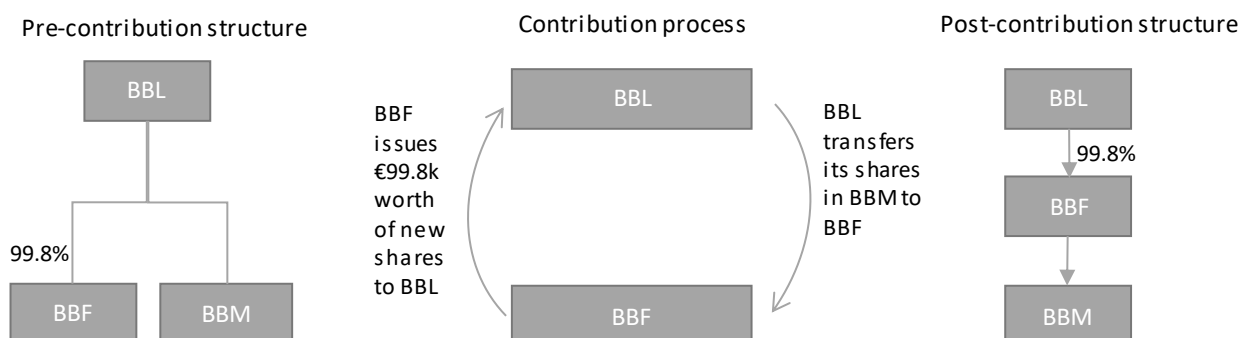 Pre-contribution structure
BBL
99.8%
BBF
BBM
Contribution process
BBL
BBF
issues
€99.8k
worth
of new
shares
to BBL
BBL
transfers
its shares
in BBM to
BBF
BBF
Post-contribution structure
BBL
99.8%
BBF
BBM